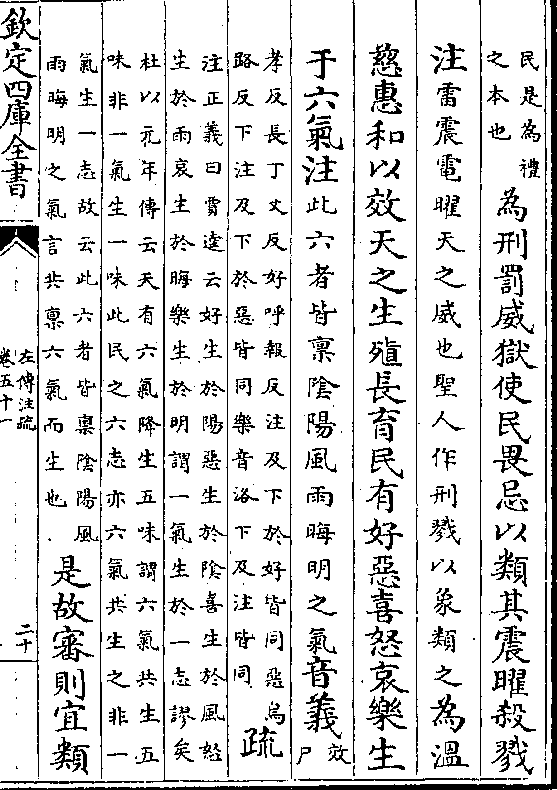 民是為禮
之本也
為刑罰威獄使民畏忌以類其震曜殺戮
注雷震電曜天之威也聖人作刑戮以象類之為溫
慈惠和以效天之生殖長育民有好惡喜怒哀樂生
于六氣注此六者皆稟陰陽風雨晦明之氣音義
效
戶
孝反長丁丈反好呼報反注及下於好皆同惡烏
路反下注及下於惡皆同樂音洛下及注皆同
疏
注正義曰賈逵云好生於陽惡生於陰喜生於風怒
生於雨哀生於晦樂生於明謂一氣生於一志謬矣
杜以元年傳云天有六氣降生五味謂六氣共生五
味非一氣生一味此民之六志亦六氣共生之非一
氣生一志故云此六者皆稟陰陽風
雨晦明之氣言共稟六氣而生也
是故審則宜類
欽定四庫全書
左傳注疏
卷五十一
二十